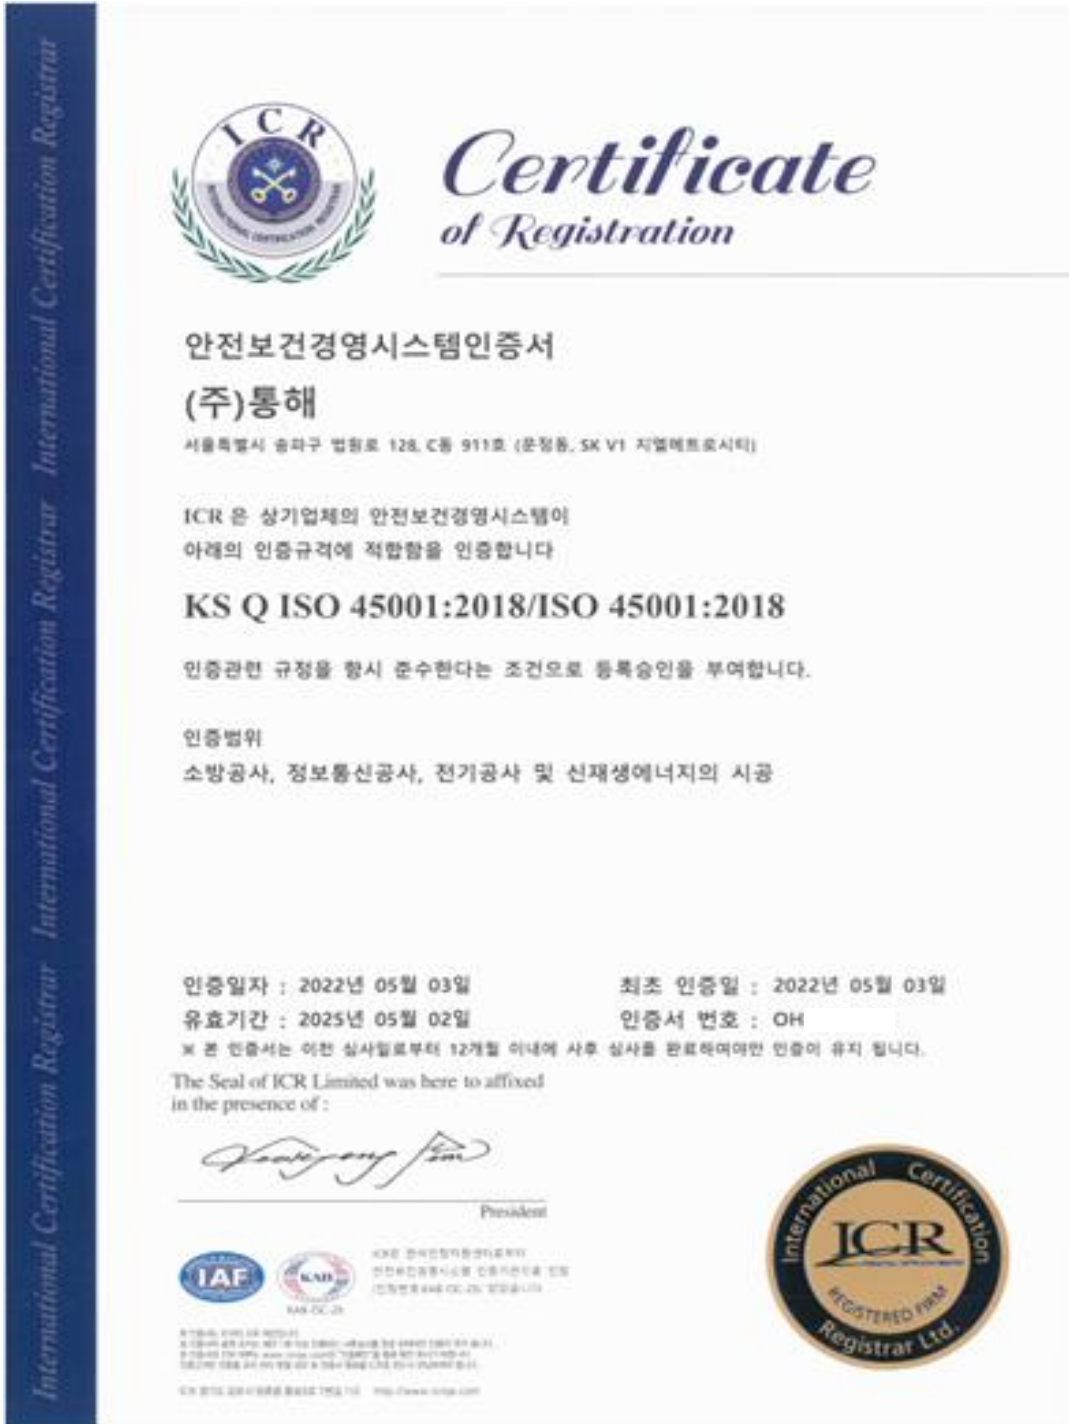 International Certification Registrar International Certification Registrar International Certification Registrar
ICR
INTERNATIONAL CERTIFICATION REGISTRAR
Certificate
of Registration
안전보건경영시스템인증서
(주)통해
서울특별시 송파구 법원로 128, C동 911호 (문정동, SK V1 지엘메트로시티)
ICR 은 상기업체의 안전보건경영시스템이
아래의 인증규격에 적합함을 인증합니다
KS Q ISO 45001:2018/ISO 45001:2018
인증관련 규정을 항시 준수한다는 조건으로 등록승인을 부여합니다.
인증범위
소방공사, 정보통신공사, 전기공사 및 신재생에너지의 시공
인증일자 : 2022년 05월 03일
최초 인증일 : 2022년 05월 03일
유효기간 : 2025년 05월 02일
인증서 번호 : OH
※ 본 인증서는 이전 심사일로부터 12개월 이내에 사후 심사를 완료하여야만 인증이 유지 됩니다.
The Seal of ICR Limited was here to affixed
in the presence of :
President
IAF
KAB
International Certification
ICR
REGISTERED FIRM
Registrar Ltd.